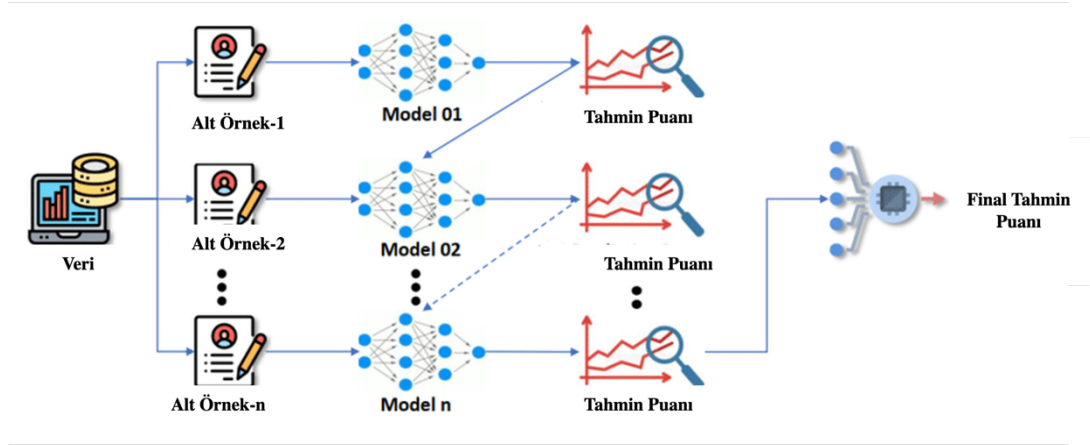 Alt Örnek-1
Model 01
Tahmin Puanı
Veri
Alt Örnek-2
Model 02
Tahmin Puanı
Final Tahmin
Puanı
Alt Örnek-n
Model n
Tahmin Puanı